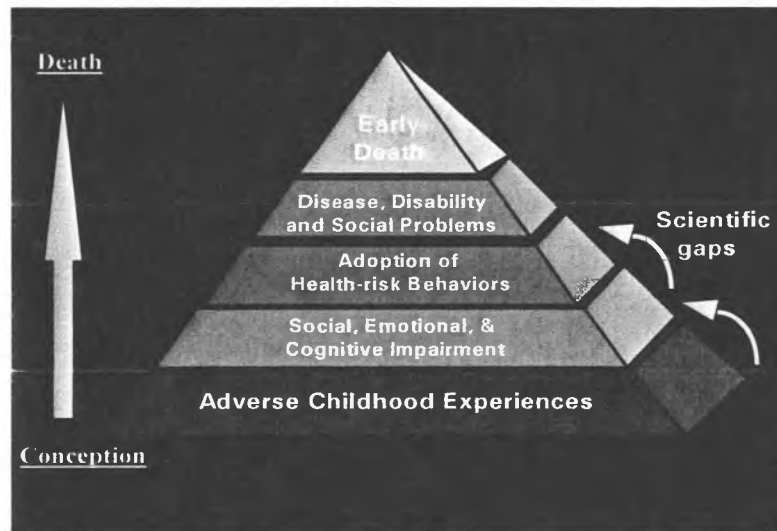 Death
Early
Death
Disease, Disability
and Social Problems
Scientific
gaps
Adoption of
Health-risk Behaviors
Social, Emotional, &
Cognitive Impairment
Adverse Childhood Experiences
Conception